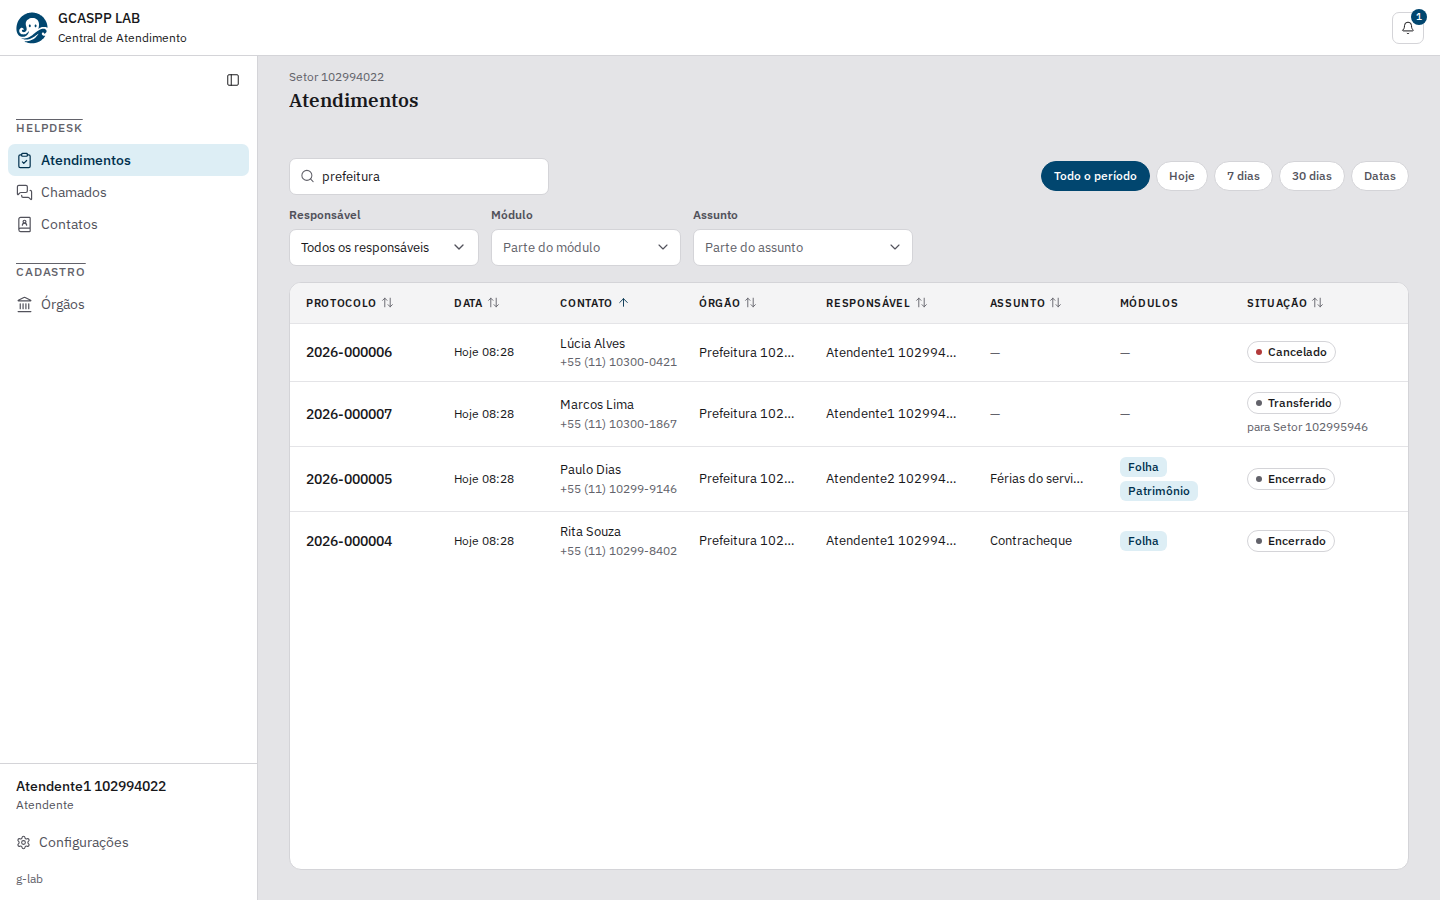 GCASPP LAB
Central de Atendimento
1
HELPDESK
Atendimentos
Chamados
Contatos
CADASTRO
Órgãos
Atendente1 102994022
Atendente
Configurações
g-lab
Setor 102994022
Atendimentos
prefeitura
Todo o período Hoje 7 dias 30 dias Datas
Responsável Módulo Assunto
Todos os responsáveis Parte do módulo Parte do assunto
PROTOCOLO DATA CONTATO ÓRGÃO RESPONSÁVEL ASSUNTO MÓDULOS SITUAÇÃO
2026-000006 Hoje 08:28 Lúcia Alves Prefeitura 102... Atendente1 102994... — — Cancelado
+55 (11) 10300-0421
2026-000007 Hoje 08:28 Marcos Lima Prefeitura 102... Atendente1 102994... — — Transferido
+55 (11) 10300-1867 para Setor 102995946
2026-000005 Hoje 08:28 Paulo Dias Prefeitura 102... Atendente2 102994... Férias do servi... Folha Encerrado
+55 (11) 10299-9146 Patrimônio
2026-000004 Hoje 08:28 Rita Souza Prefeitura 102... Atendente1 102994... Contracheque Folha Encerrado
+55 (11) 10299-8402